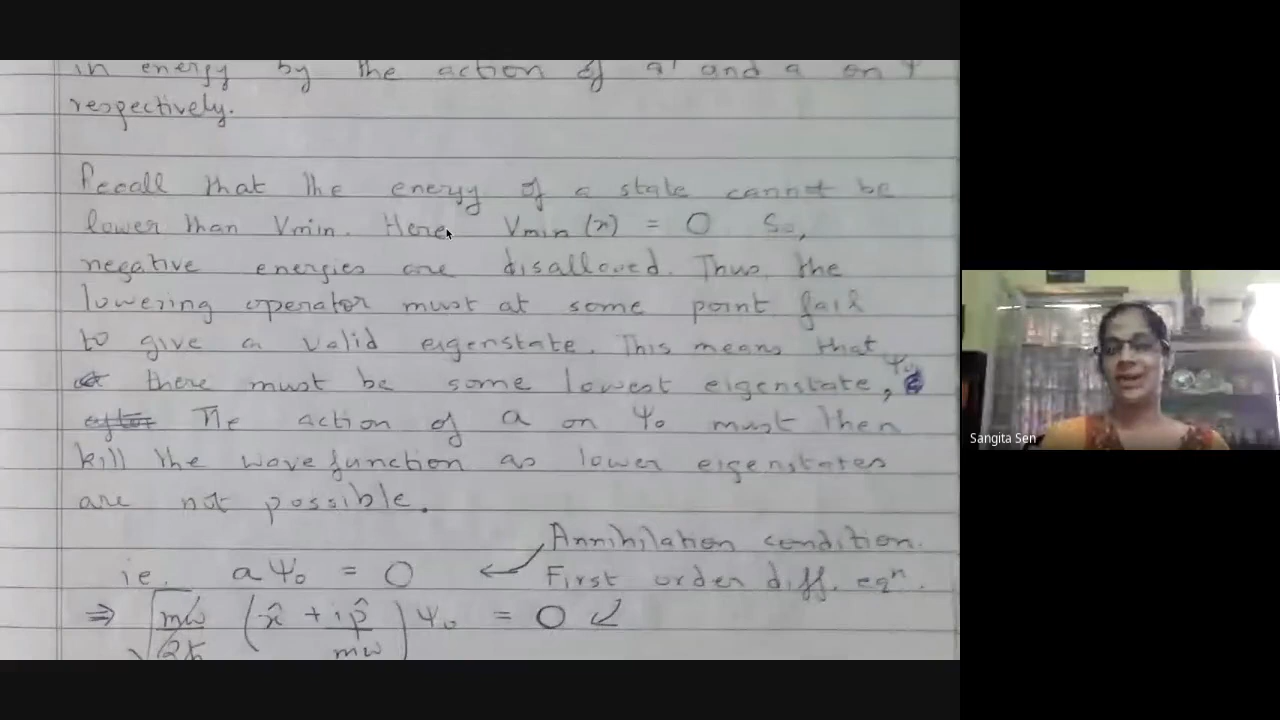 in energy by the action of a† and a on Ψ
respectively.
Recall that the energy of a state cannot be
lower than Vmin. Here Vmin (x) = 0 So,
negative energies are disallowed. Thus the
lowering operator must at some point fail
to give a valid eigenstate. This means that
there must be some lowest eigenstate, Ψ₀
The action of a on Ψ₀ must then
kill the wavefunction as lower eigenstates
are not possible.
Annihilation condition.
i.e. aΨ₀ = 0 ← First order diff. eqⁿ.
⇒ √(mω/2ħ) (x̂ + ip̂/mω) Ψ₀ = 0
Sangita Sen